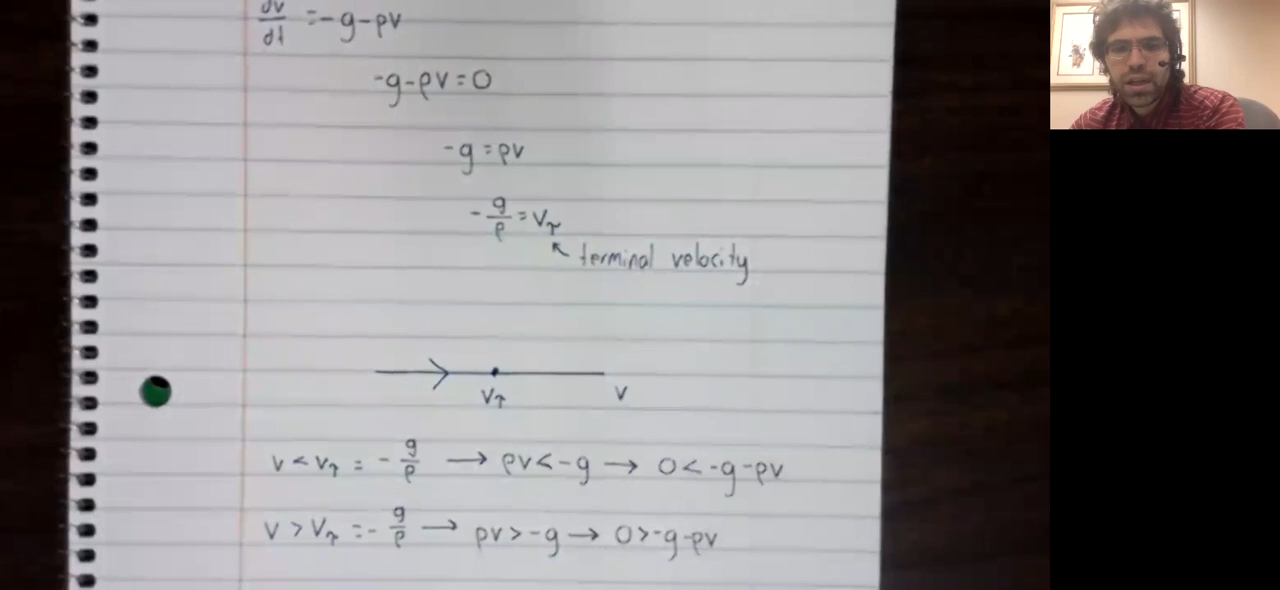 dv/dt = -g-ρv
-g-ρv=0
-g=ρv
-g/ρ=v_T
↖ terminal velocity
v_T v
v<v_T = -g/ρ → ρv<-g → 0<-g-ρv
v>v_T = -g/ρ → ρv>-g → 0>-g-ρv